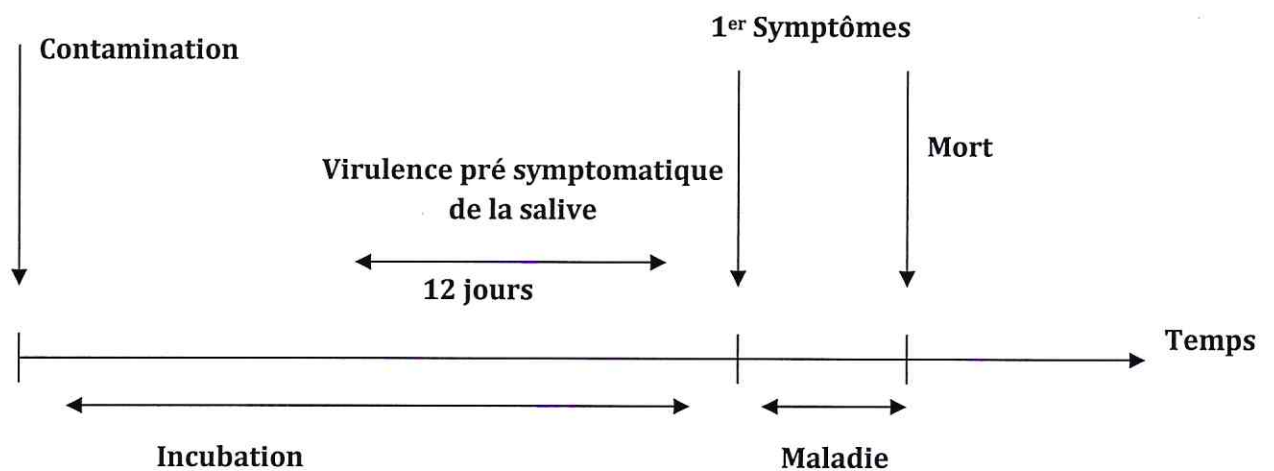 1er Symptômes
Contamination
Mort
Virulence pré symptomatique
de la salive
12 jours
Temps
Incubation
Maladie